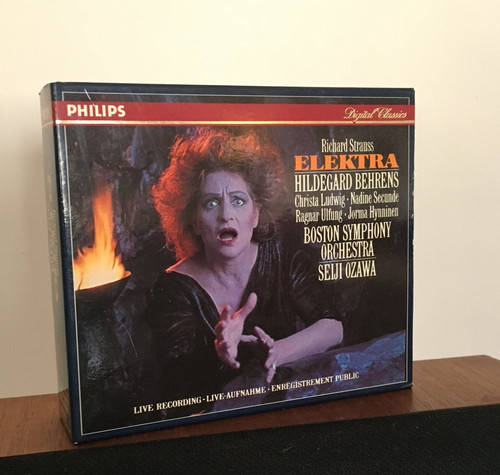 PHILIPS
Digital Classics
Richard Strauss
ELEKTRA
HILDEGARD BEHRENS
Christa Ludwig · Nadine Secunde
Ragnar Ulfung · Jorma Hynninen
BOSTON SYMPHONY
ORCHESTRA
SEIJI OZAWA
LIVE RECORDING · LIVE-AUFNAHME · ENREGISTREMENT PUBLIC